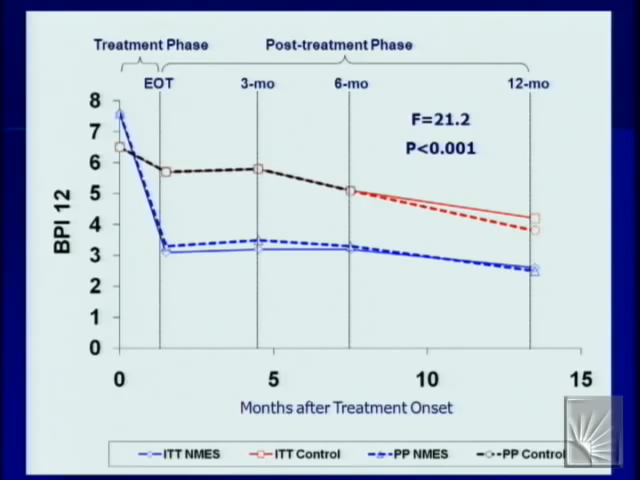 Treatment Phase
Post-treatment Phase
EOT
3-mo
6-mo
12-mo
F=21.2
P<0.001
BPI 12
8
7
6
5
4
3
2
1
0
0
5
10
15
Months after Treatment Onset
ITT NMES
ITT Control
PP NMES
PP Control